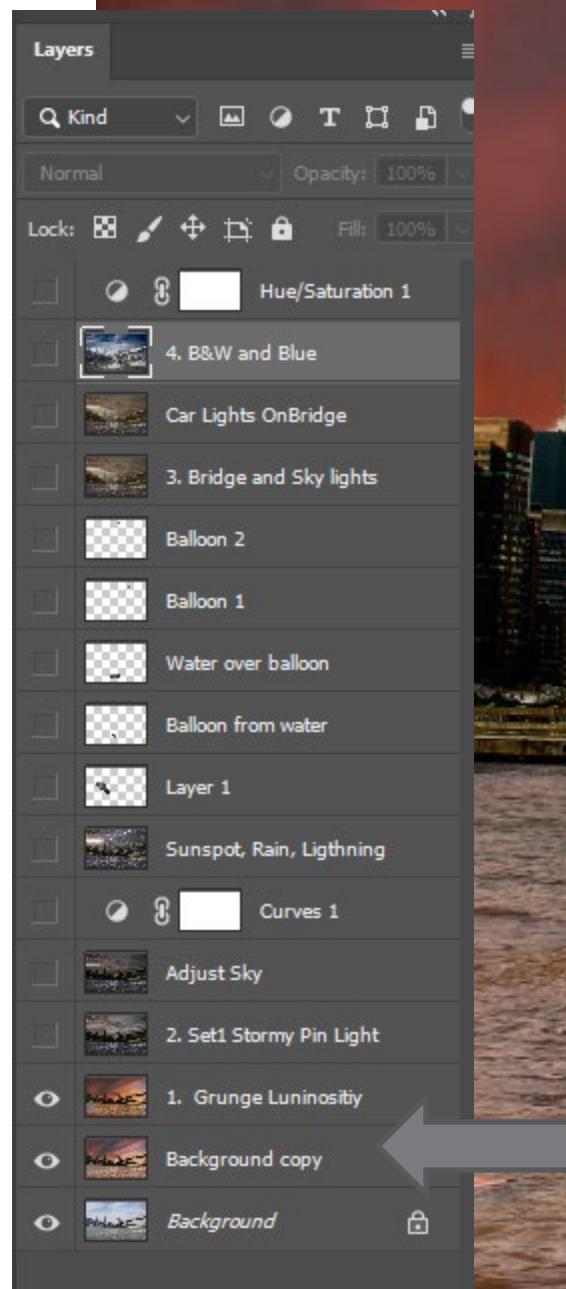 Layers
Kind
Normal Opacity: 100%
Lock: Fill: 100%
Hue/Saturation 1
4. B&W and Blue
Car Lights OnBridge
3. Bridge and Sky lights
Balloon 2
Balloon 1
Water over balloon
Balloon from water
Layer 1
Sunspot, Rain, Ligthning
Curves 1
Adjust Sky
2. Set1 Stormy Pin Light
1. Grunge Luninositiy
Background copy
Background